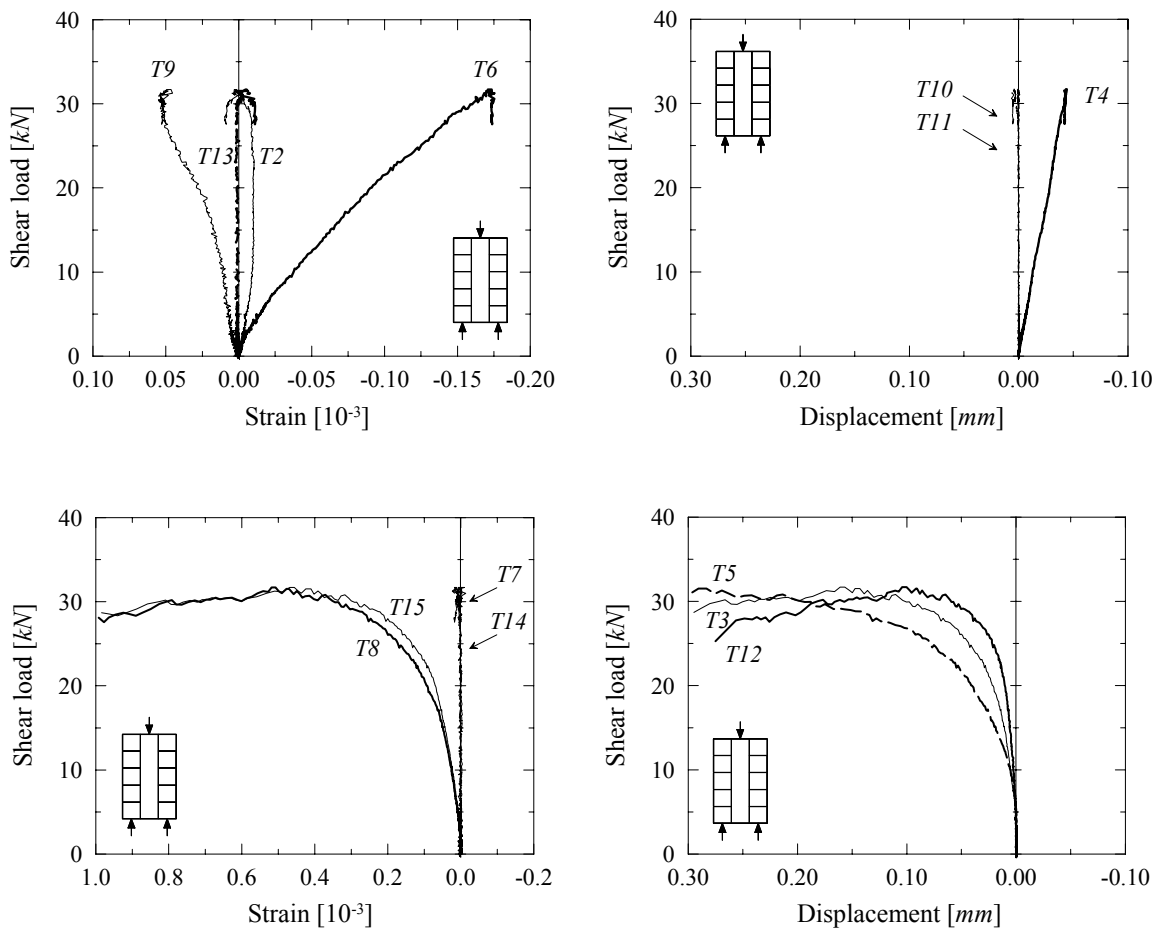 40
30
20
10
0
Shear load [kN]
T9
T6
T13
T2
0.10
0.05
0.00
-0.05
-0.10
-0.15
-0.20
Strain [10-3]
40
30
20
10
0
Shear load [kN]
T10
T11
T4
0.30
0.20
0.10
0.00
-0.10
Displacement [mm]
40
30
20
10
0
Shear load [kN]
T15
T8
T7
T14
1.0
0.8
0.6
0.4
0.2
0.0
-0.2
Strain [10-3]
40
30
20
10
0
Shear load [kN]
T5
T3
T12
0.30
0.20
0.10
0.00
-0.10
Displacement [mm]